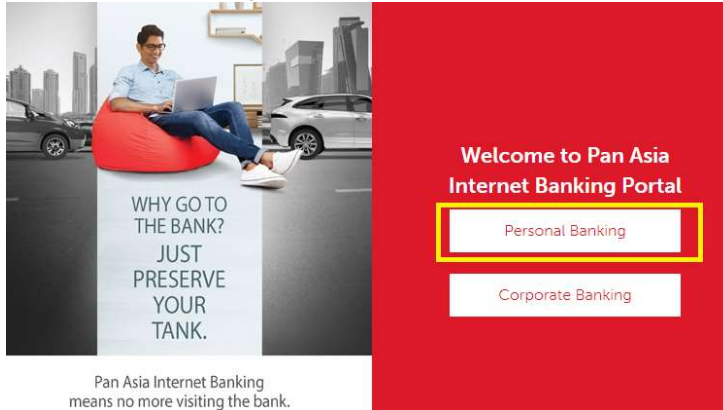 WHY GO TO
THE BANK?
JUST
PRESERVE
YOUR
TANK.
Pan Asia Internet Banking
means no more visiting the bank.
Welcome to Pan Asia
Internet Banking Portal
Personal Banking
Corporate Banking